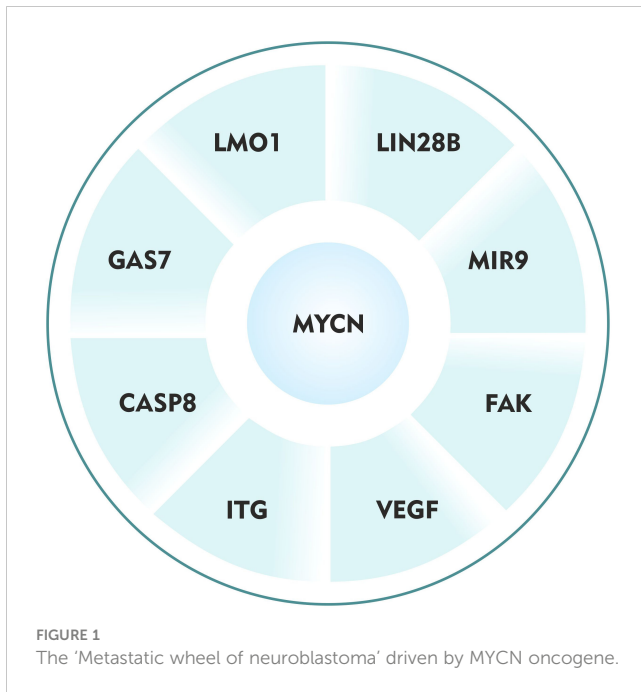 LMO1 LIN28B
GAS7 MIR9
MYCN
CASP8 FAK
ITG VEGF
FIGURE 1
The ‘Metastatic wheel of neuroblastoma’ driven by MYCN oncogene.